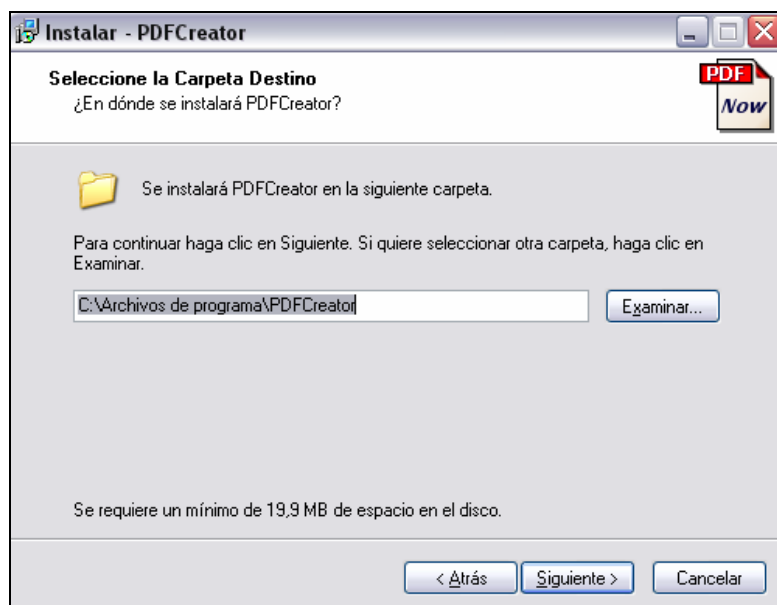 Instalar - PDFCreator
Seleccione la Carpeta Destino
¿En dónde se instalará PDFCreator?
PDF
Now
Se instalará PDFCreator en la siguiente carpeta.
Para continuar haga clic en Siguiente. Si quiere seleccionar otra carpeta, haga clic en
Examinar.
C:\Archivos de programa\PDFCreator
Examinar...
Se requiere un mínimo de 19,9 MB de espacio en el disco.
< Atrás
Siguiente >
Cancelar